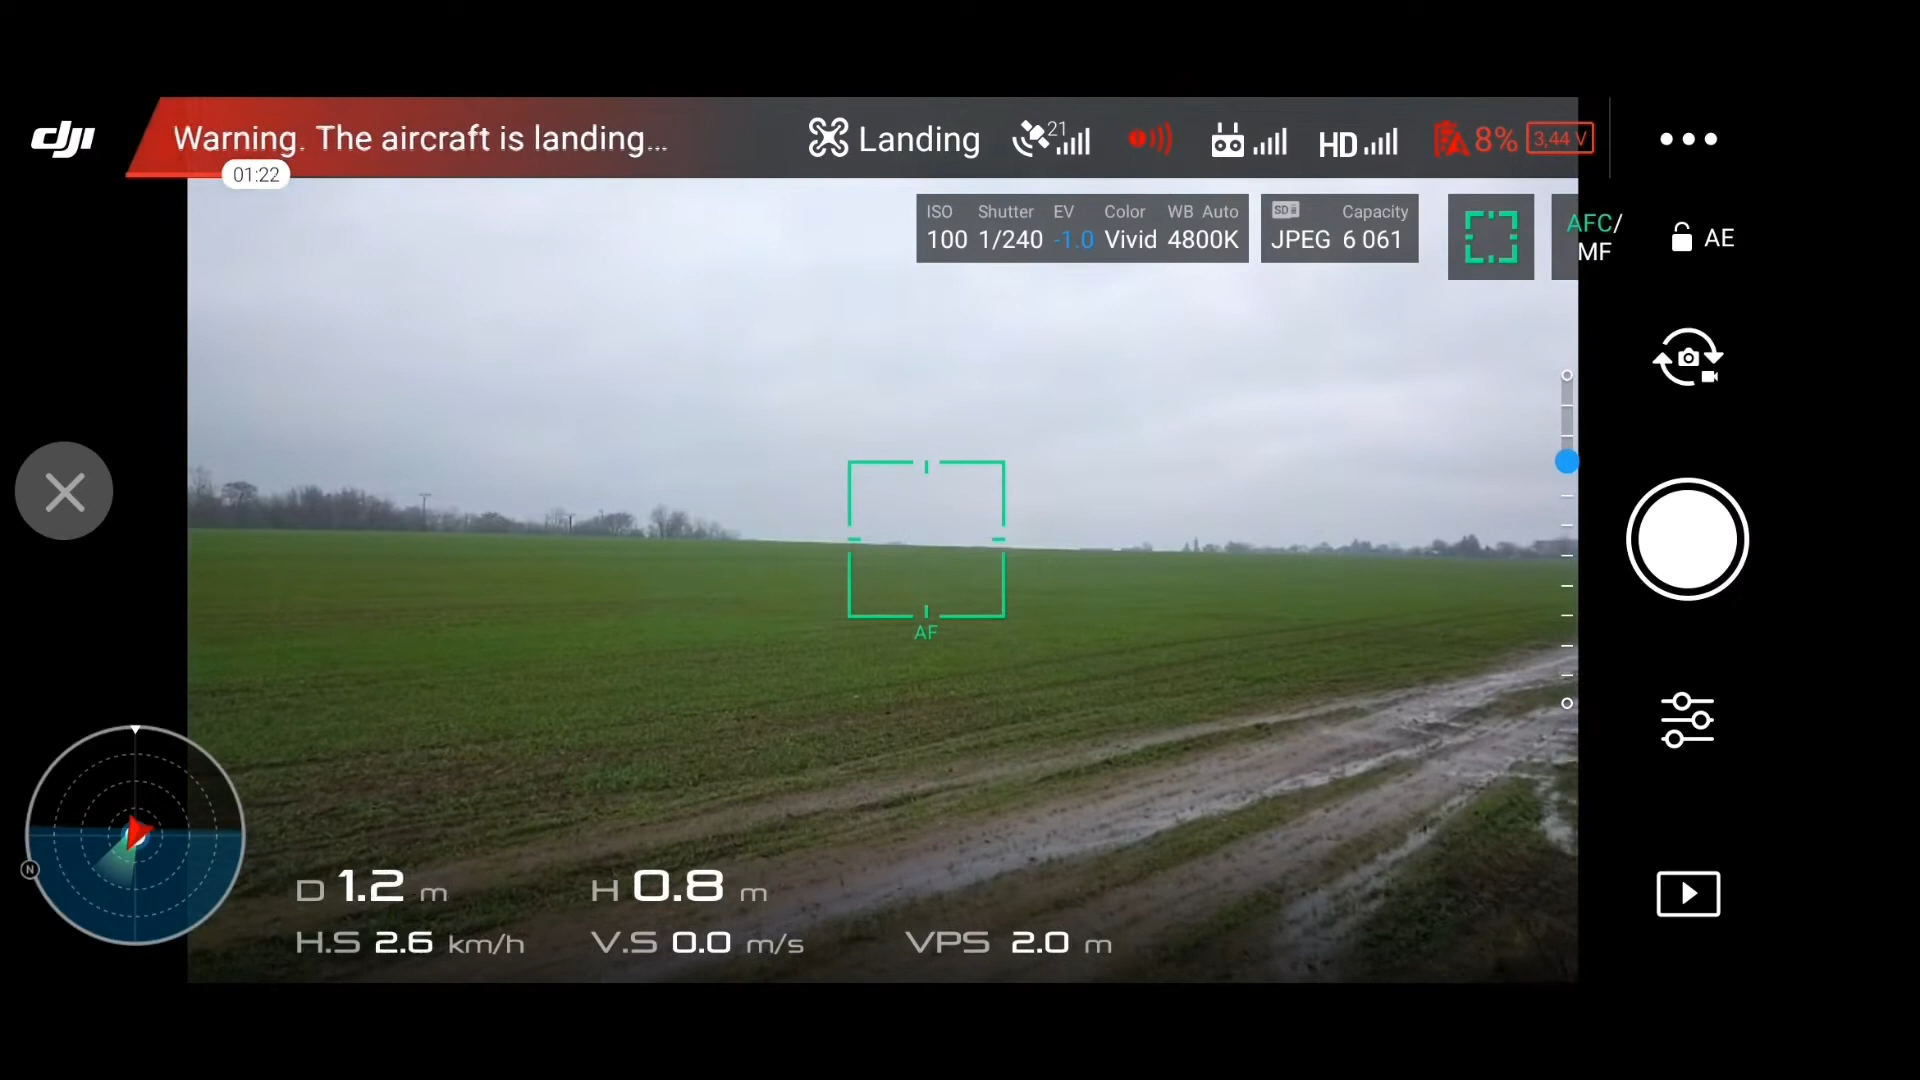 dji
Warning. The aircraft is landing...
01:22
Landing
21
HD
8%
3,44 V
ISO Shutter EV Color WB Auto
100 1/240 -1.0 Vivid 4800K
SD Capacity
JPEG 6 061
AFC/
MF
AE
AF
N
D 1.2 m H 0.8 m
H.S 2.6 km/h V.S 0.0 m/s VPS 2.0 m